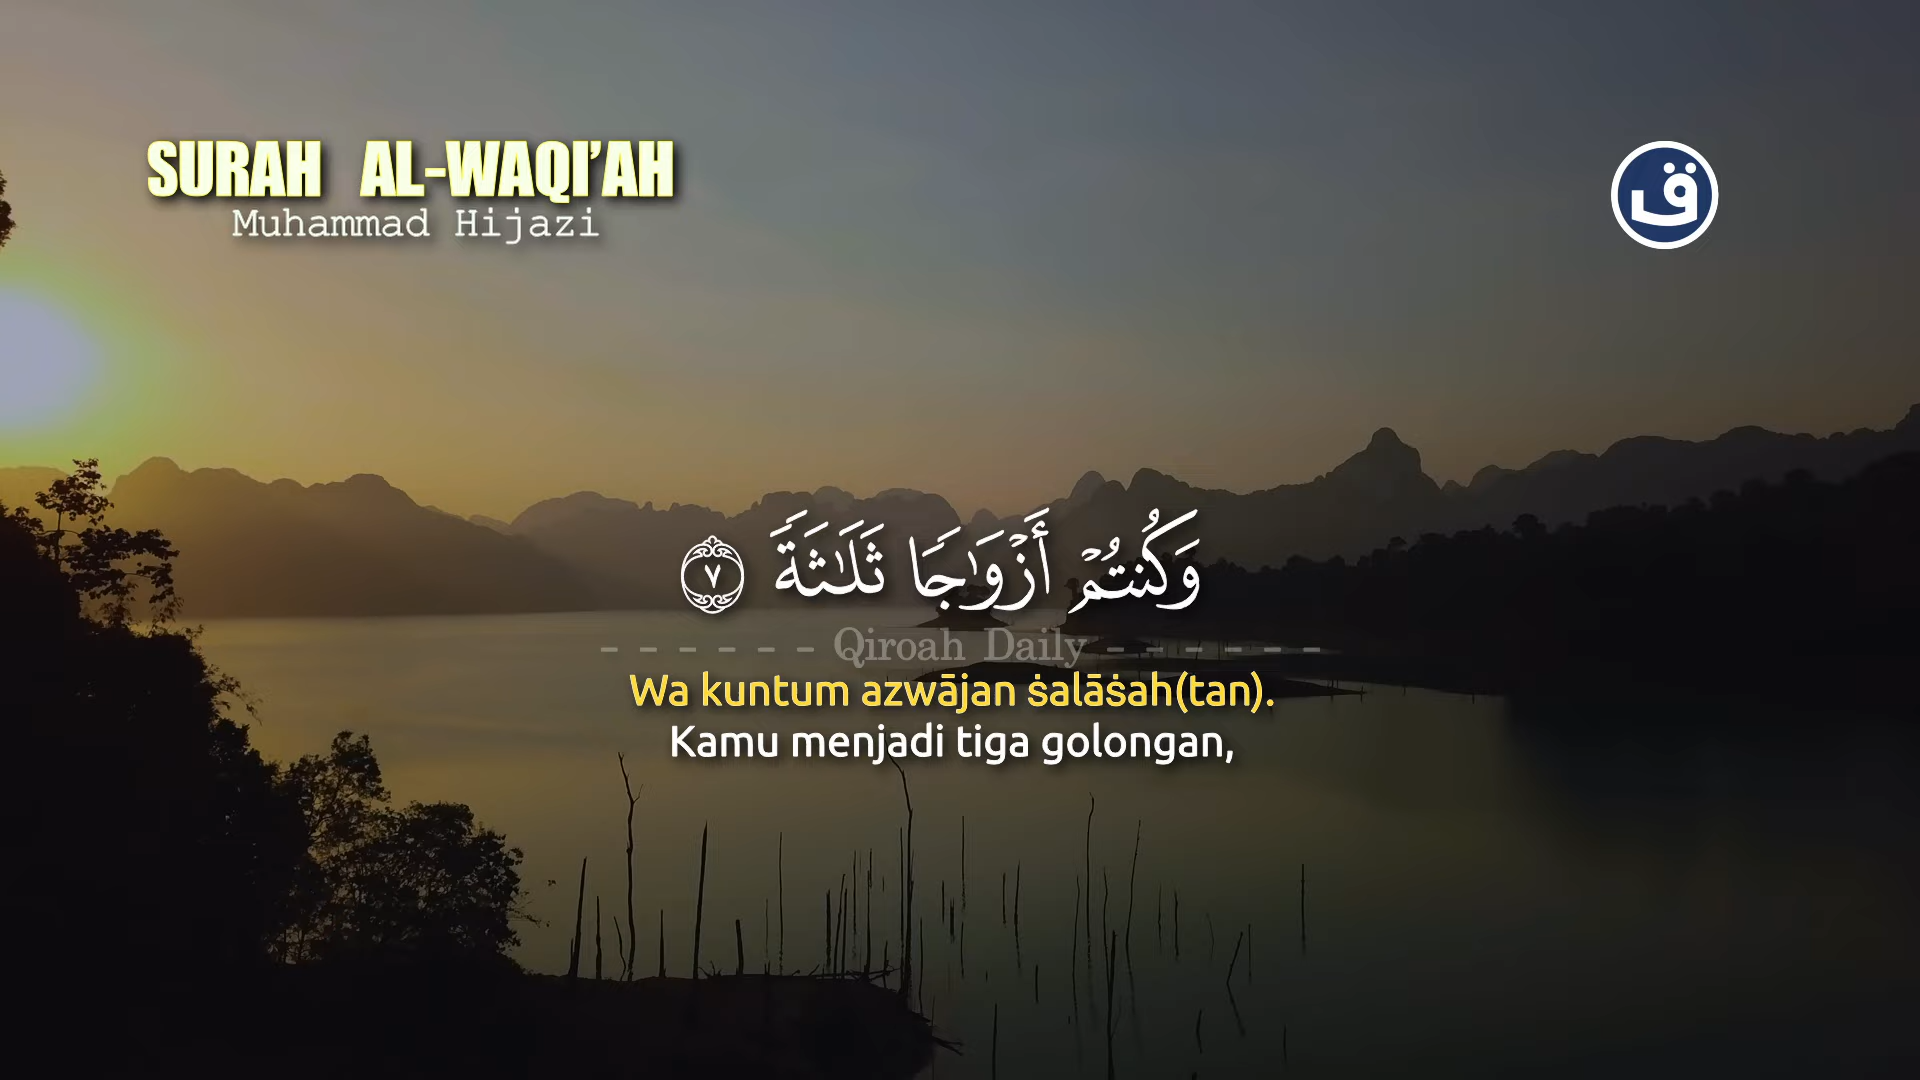 SURAH AL-WAQI’AH
Muhammad Hijazi
ق
وَكُنتُمْ أَزْوَٰجًا ثَلَـٰثَةً ٧
- - - - - - Qiroah Daily - - - - - -
Wa kuntum azwājan ṡalāṡah(tan).
Kamu menjadi tiga golongan,